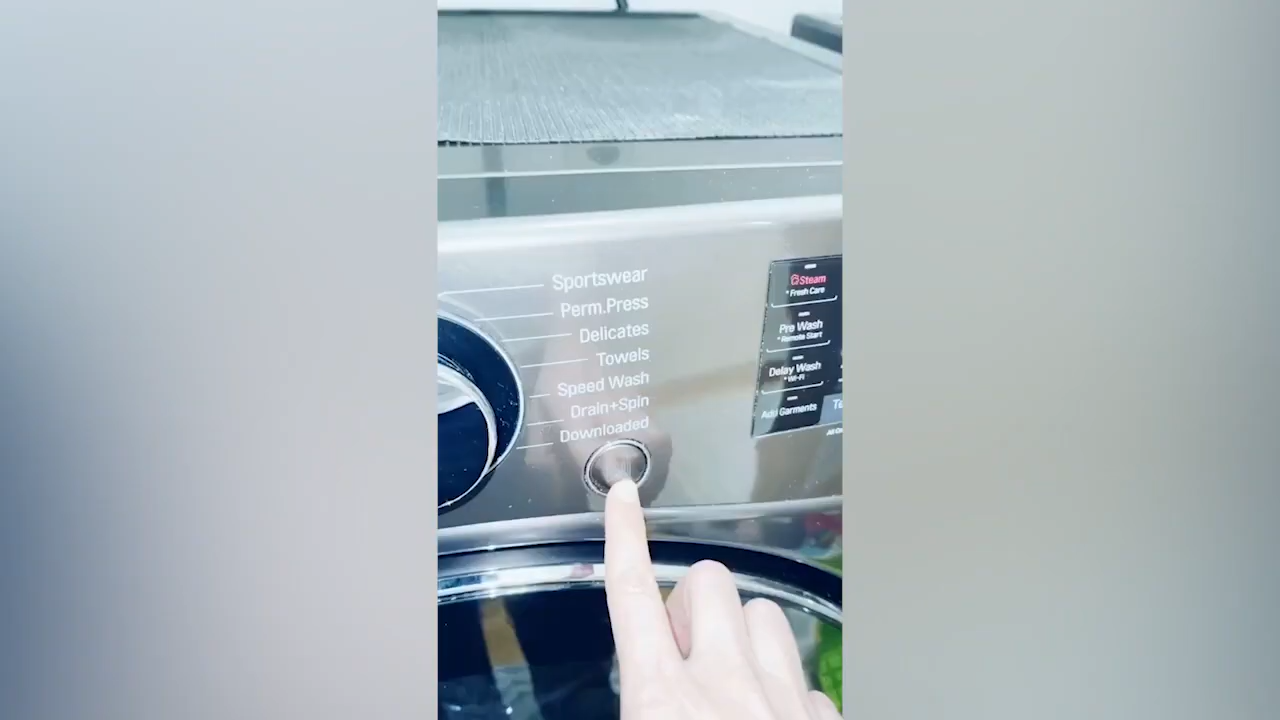 Sportswear
Perm.Press
Delicates
Towels
Speed Wash
Drain+Spin
Downloaded
Steam
* Fresh Care
Pre Wash
* Remote Start
Delay Wash
* Wi-Fi
Add Garments